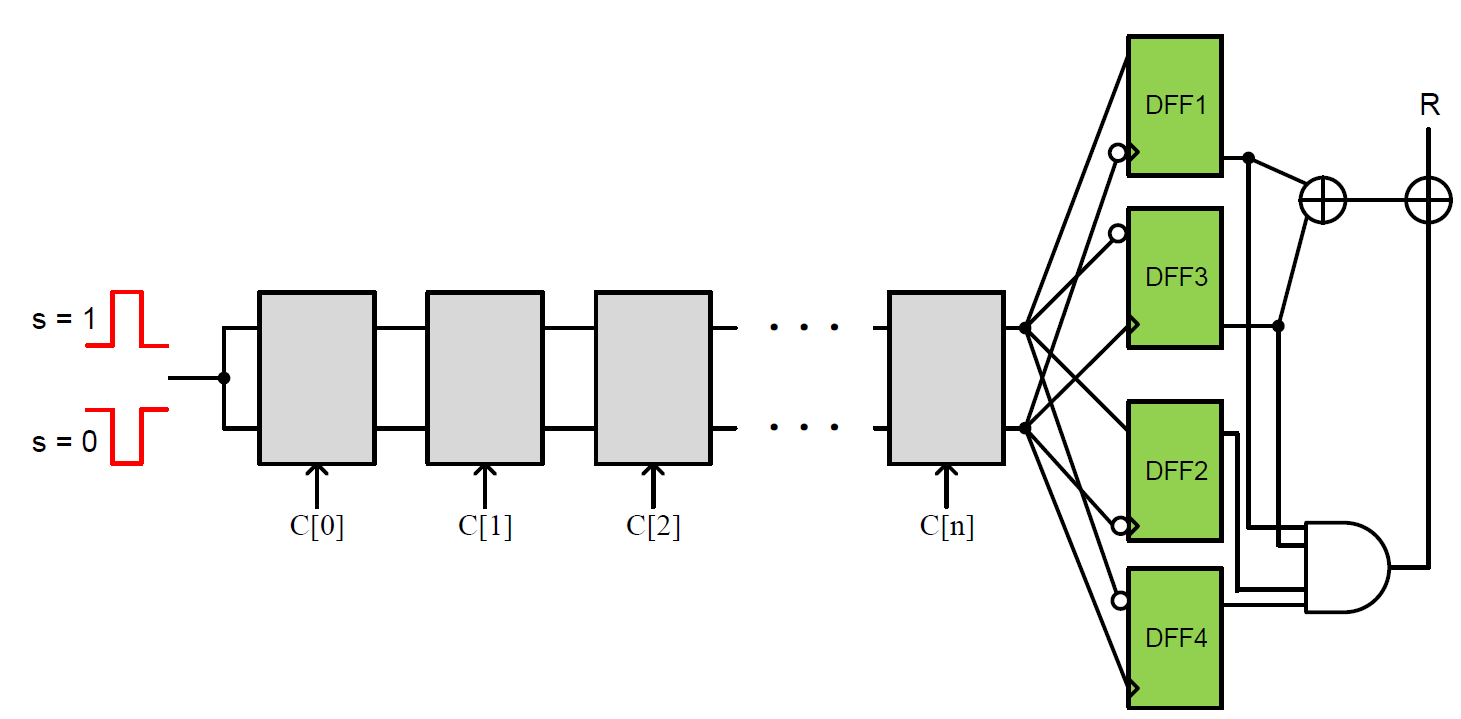 DFF1
R
DFF3
s = 1
s = 0
DFF2
C[0]
C[1]
C[2]
C[n]
DFF4